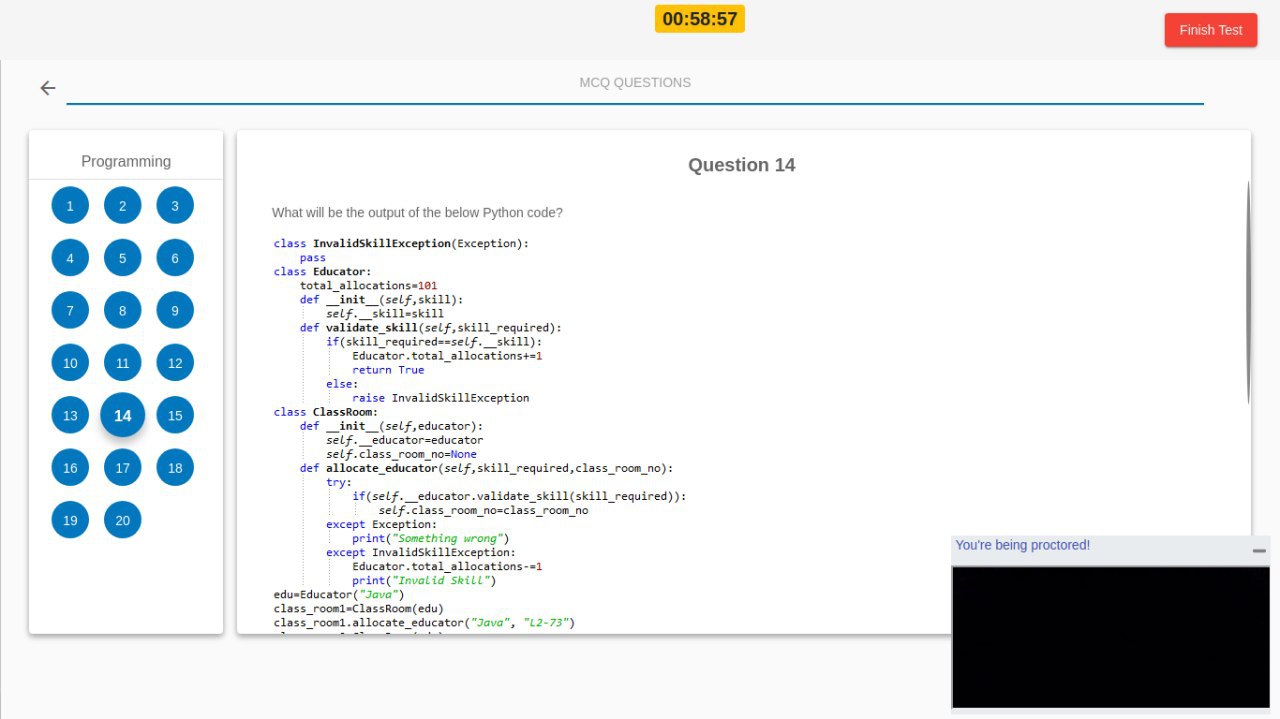 00:58:57
Finish Test
MCQ QUESTIONS
Programming
1 2 3
4 5 6
7 8 9
10 11 12
13 14 15
16 17 18
19 20
Question 14
What will be the output of the below Python code?
class InvalidSkillException(Exception):
    pass
class Educator:
    total_allocations=101
    def __init__(self,skill):
        self.__skill=skill
    def validate_skill(self,skill_required):
        if(skill_required==self.__skill):
            Educator.total_allocations+=1
            return True
        else:
            raise InvalidSkillException
class ClassRoom:
    def __init__(self,educator):
        self.__educator=educator
        self.class_room_no=None
    def allocate_educator(self,skill_required,class_room_no):
        try:
            if(self.__educator.validate_skill(skill_required)):
                self.class_room_no=class_room_no
        except Exception:
            print("Something wrong")
        except InvalidSkillException:
            Educator.total_allocations-=1
            print("Invalid Skill")
edu=Educator("Java")
class_room1=ClassRoom(edu)
class_room1.allocate_educator("Java", "L2-73")
You're being proctored!